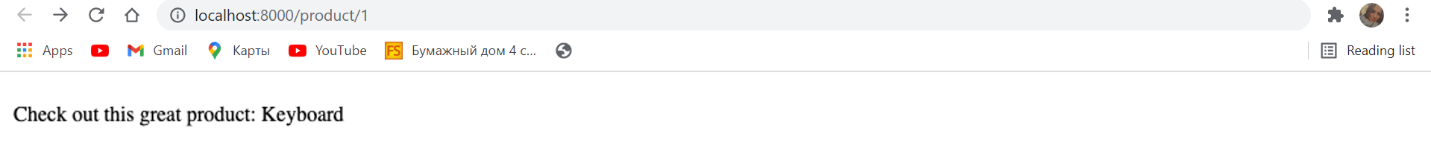 localhost:8000/product/1
Apps Gmail Карты YouTube FS Бумажный дом 4 с... Reading list
Check out this great product: Keyboard